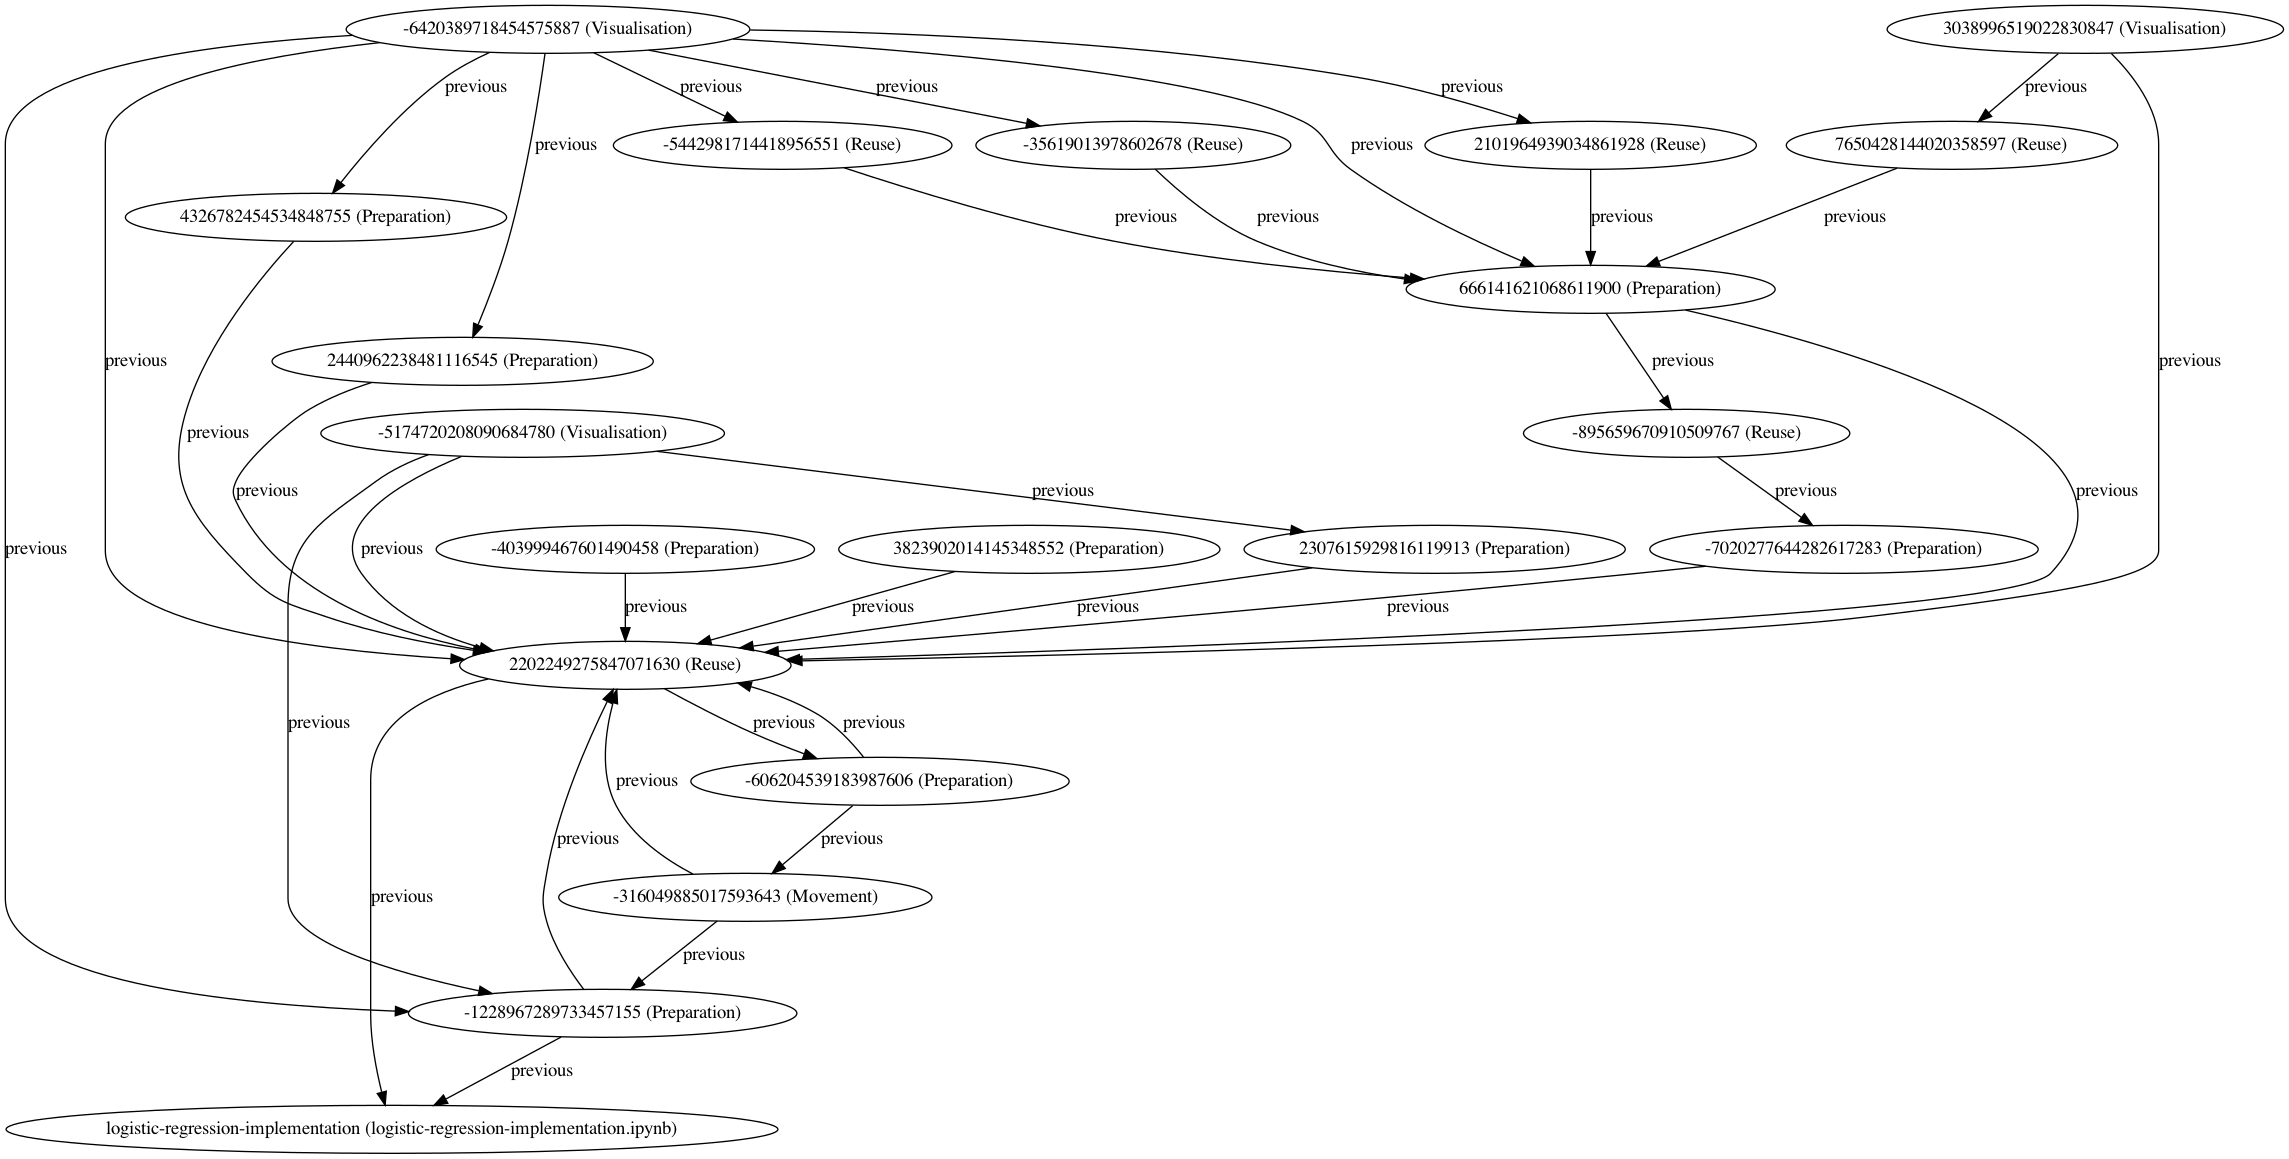 -6420389718454575887 (Visualisation)
3038996519022830847 (Visualisation)
previous
previous
previous
previous
previous
previous
-5442981714418956551 (Reuse)
-35619013978602678 (Reuse)
2101964939034861928 (Reuse)
7650428144020358597 (Reuse)
previous
4326782454534848755 (Preparation)
previous
previous
previous
previous
666141621068611900 (Preparation)
previous
2440962238481116545 (Preparation)
previous
previous
previous
-5174720208090684780 (Visualisation)
-895659670910509767 (Reuse)
previous
previous
previous
previous
previous
previous
previous
-403999467601490458 (Preparation)
3823902014145348552 (Preparation)
2307615929816119913 (Preparation)
-7020277644282617283 (Preparation)
previous
previous
previous
previous
previous
2202249275847071630 (Reuse)
previous
previous
previous
previous
-606204539183987606 (Preparation)
previous
previous
previous
-316049885017593643 (Movement)
previous
-1228967289733457155 (Preparation)
previous
logistic-regression-implementation (logistic-regression-implementation.ipynb)